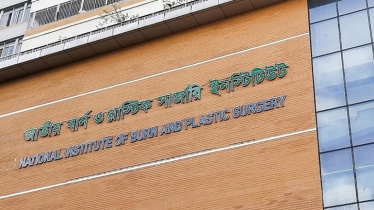 জাতীয় বার্ন ও প্লাস্টিক সার্জারি ইনস্টিটিউট
NATIONAL INSTITUTE OF BURN AND PLASTIC SURGERY